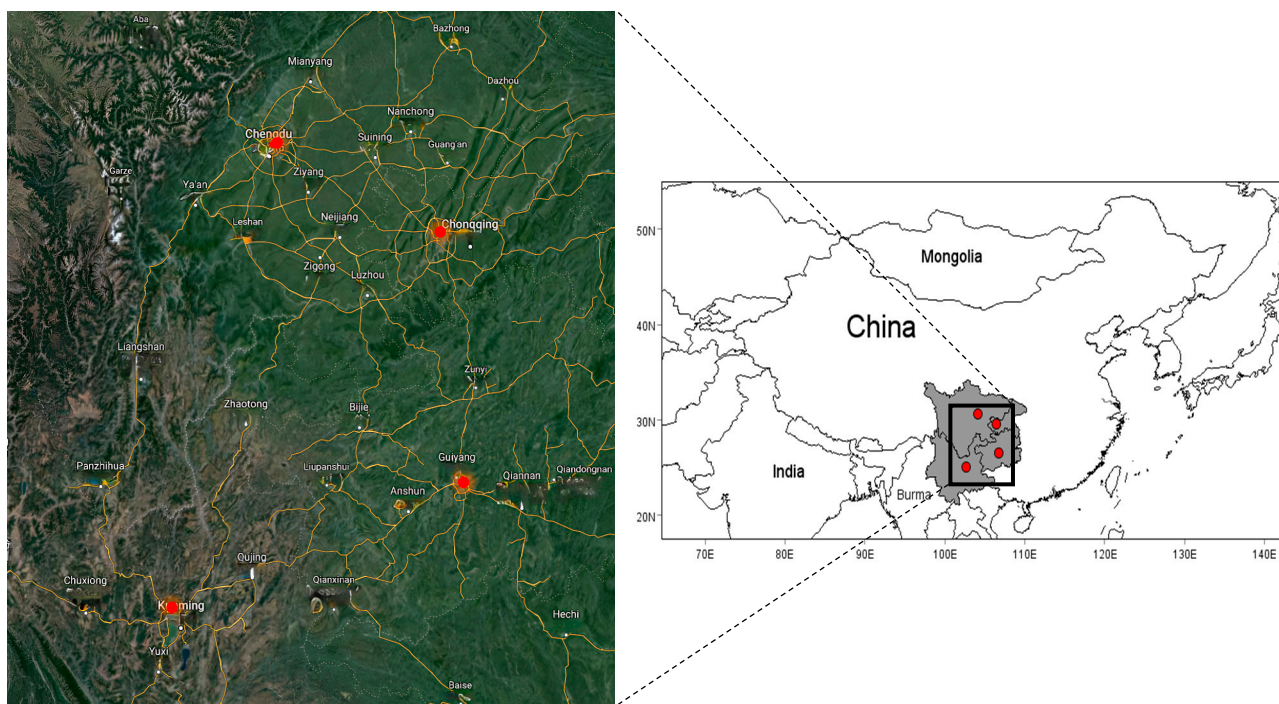 Aba
Bazhong
Mianyang
Dazhou
Nanchong
Chengdu
Suining
Guang'an
Garze
Ziyang
Ya'an
Neijiang
Leshan
Chongqing
Zigong
Luzhou
Liangshan
Zunyi
Zhaotong
Bijie
Guiyang
Panzhihua
Liupanshui
Qiannan
Qiandongnan
Anshun
Qujing
Chuxiong
Qianxinan
Kunming
Hechi
Yuxi
Baise
50N
Mongolia
China
40N
30N
India
Burma
20N
70E
80E
90E
100E
110E
120E
130E
140E